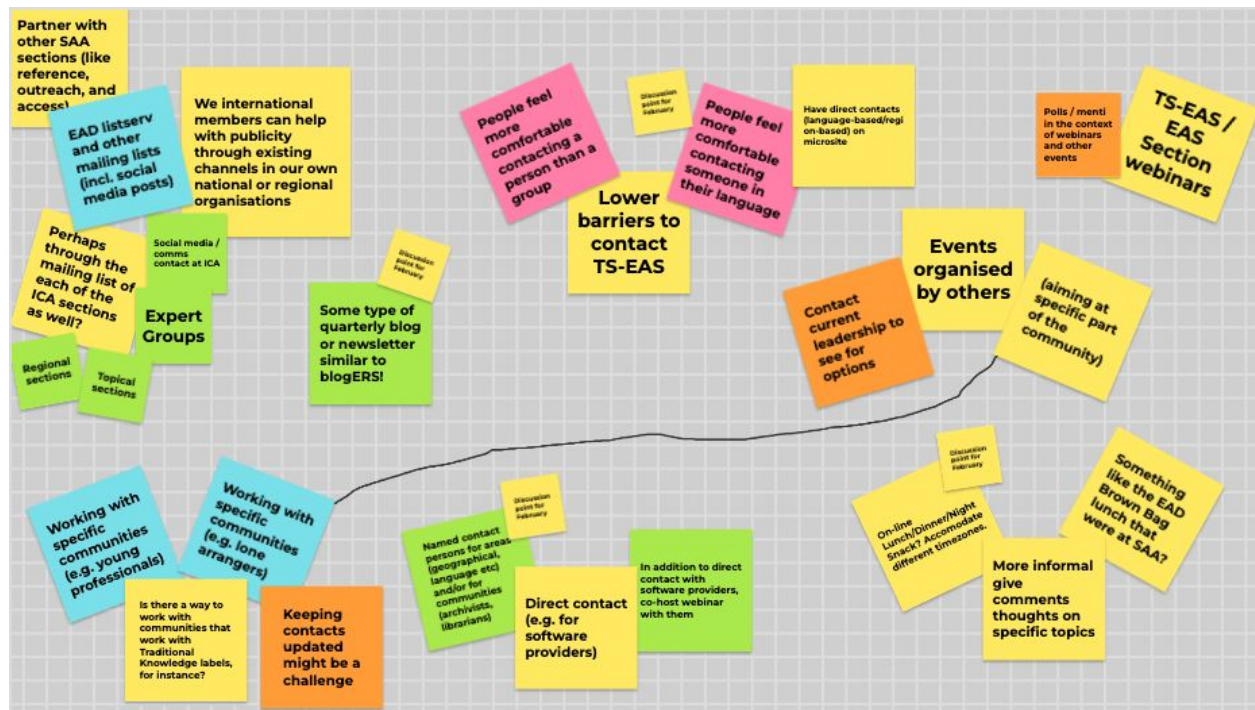 Partner with
other SAA
sections (like
reference,
outreach, and
access)
EAD listserv
and other
mailing lists
(incl. social
media posts)
We international
members can help
with publicity
through existing
channels in our own
national or regional
organisations
Perhaps
through the
mailing list of
each of the
ICA sections
as well?
Social media /
comms
contact at ICA
Expert
Groups
Regional
sections
Topical
sections
Discussion
point for
February
Some type of
quarterly blog
or newsletter
similar to
blogERS!
People feel
more
comfortable
contacting a
person than a
group
Discussion
point for
February
People feel
more
comfortable
contacting
someone in
their language
Have direct contacts
(language-based/regi
on-based) on
microsite
Lower
barriers to
contact
TS-EAS
Polls / menti
in the context
of webinars
and other
events
TS-EAS /
EAS
Section
webinars
Events
organised
by others
Contact
current
leadership to
see for
options
(aiming at
specific part
of the
community)
Working with
specific
communities
(e.g. young
professionals)
Working with
specific
communities
(e.g. lone
arrangers)
Is there a way to
work with
communities that
work with
Traditional
Knowledge labels,
for instance?
Keeping
contacts
updated
might be a
challenge
Discussion
point for
February
Named contact
persons for areas
(geographical,
language etc)
and/or for
communities
(archivists,
librarians)
Direct contact
(e.g. for
software
providers)
In addition to direct
contact with
software providers,
co-host webinar
with them
Discussion
point for
February
On-line
Lunch/Dinner/Night
Snack? Accomodate
different timezones.
More informal
give
comments
thoughts on
specific topics
Something
like the EAD
Brown Bag
lunch that
were at SAA?